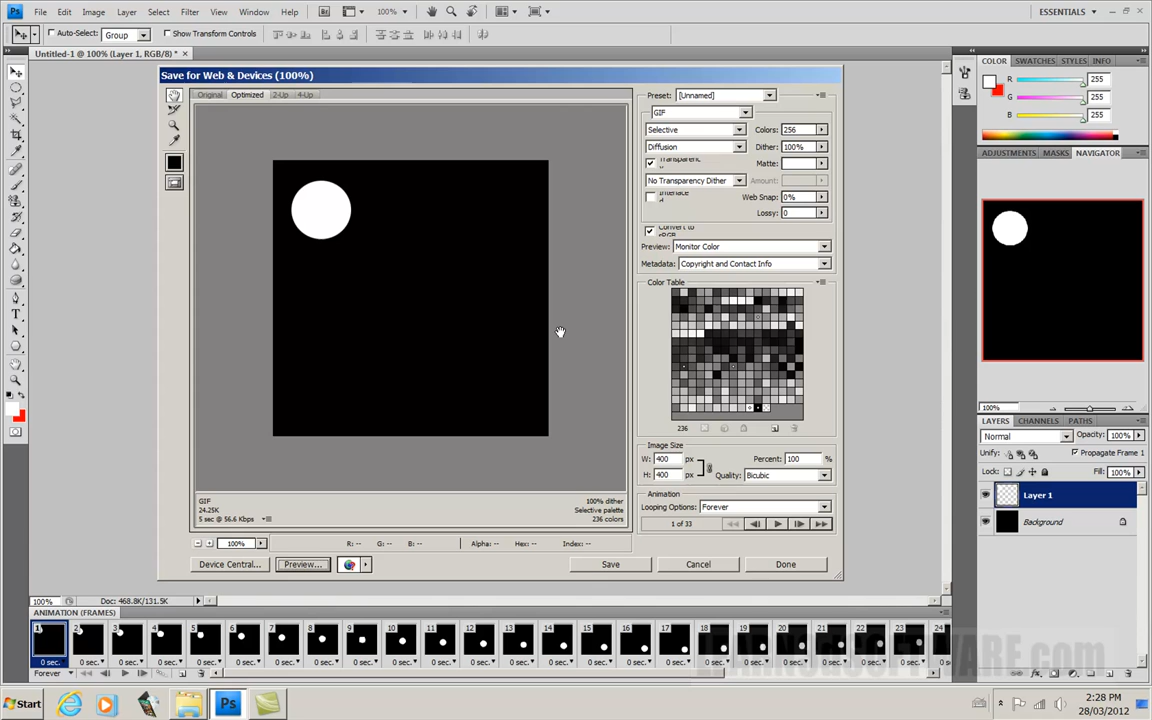 Ps File Edit Image Layer Select Filter Analysis 3D View Window Help Br 100% ESSENTIALS
Auto-Select: Group Show Transform Controls
Untitled-1 @ 100% (Layer 1, RGB/8) * ×
Save for Web & Devices (100%)
Original Optimized 2-Up 4-Up
Preset: [Unnamed]
GIF
Selective Colors: 256
Diffusion Dither: 100%
Matte:
No Transparency Dither Amount:
Web Snap: 0%
Lossy: 0
Convert to sRGB
Preview: Monitor Color
Metadata: Copyright and Contact Info
Color Table
236
Image Size
W: 400 px Percent: 100 %
H: 400 px Quality: Bicubic
Animation
Looping Options: Forever
1 of 33
GIF
24.25K
5 sec @ 56.6 Kbps
100% dither
Selective palette
236 colors
100% R: -- G: -- B: -- Alpha: -- Hex: -- Index: --
Device Central... Preview... Save Cancel Done
COLOR SWATCHES STYLES INFO
R 255
G 255
B 255
ADJUSTMENTS MASKS NAVIGATOR
100%
LAYERS CHANNELS PATHS
Normal Opacity: 100%
Unify: Propagate Frame 1
Lock: Fill: 100%
Layer 1
Background
100% Doc: 468.8K/131.5K
ANIMATION (FRAMES)
1 2 3 4 5 6 7 8 9 10 11 12 13 14 15 16 17 18 19 20 21 22 23 24
0 sec. 0 sec. 0 sec. 0 sec. 0 sec. 0 sec. 0 sec. 0 sec. 0 sec. 0 sec. 0 sec. 0 sec. 0 sec. 0 sec. 0 sec. 0 sec. 0 sec. 0 sec. 0 sec. 0 sec. 0 sec. 0 sec. 0 sec.
Forever
Start Ps 2:28 PM
28/03/2012